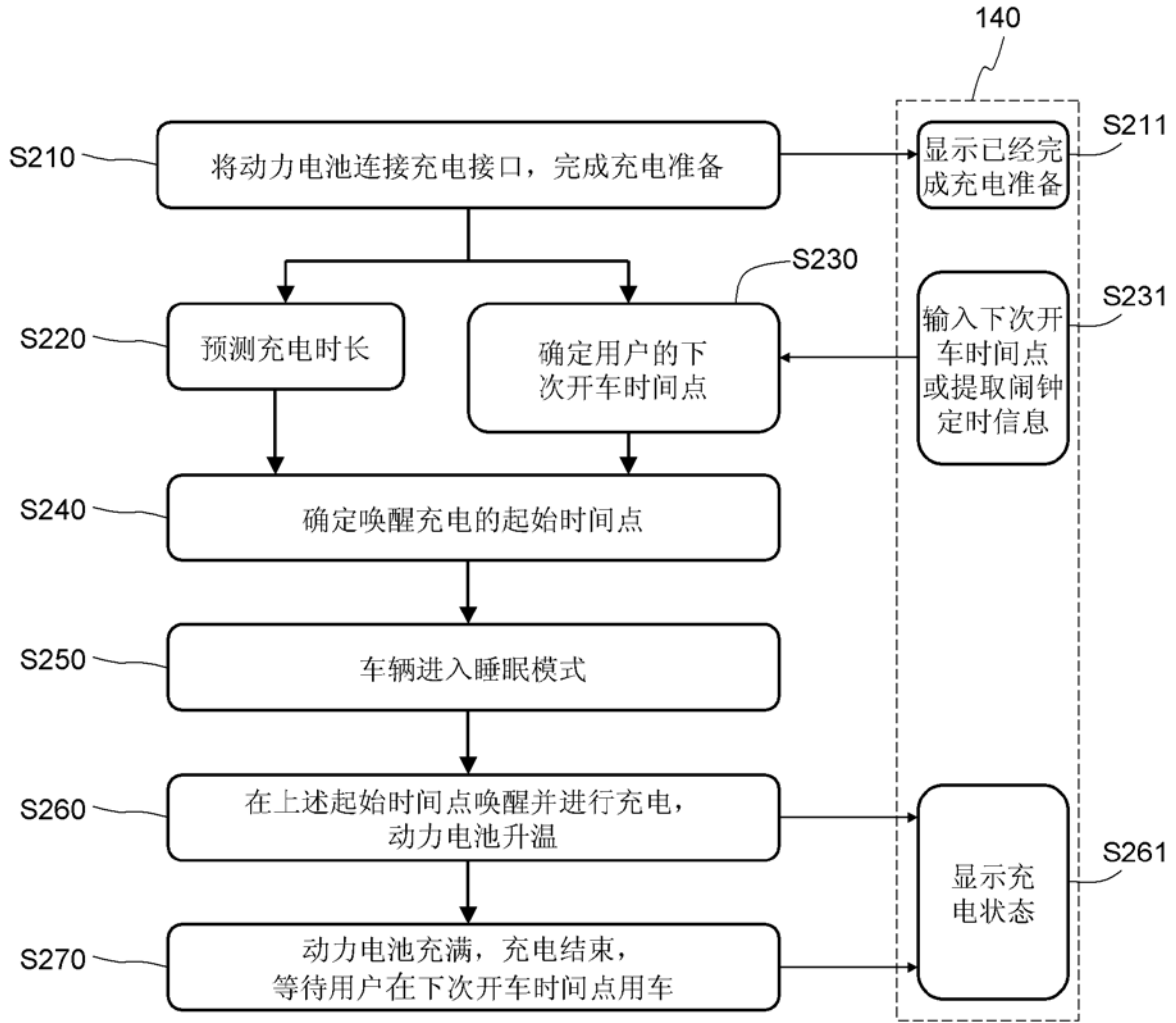 140
S210
将动力电池连接充电接口，完成充电准备
显示已经完
成充电准备
S211
S230
S220
预测充电时长
确定用户的下
次开车时间点
输入下次开
车时间点
或提取闹钟
定时信息
S231
S240
确定唤醒充电的起始时间点
S250
车辆进入睡眠模式
S260
在上述起始时间点唤醒并进行充电，
动力电池升温
显示充
电状态
S261
S270
动力电池充满，充电结束，
等待用户在下次开车时间点用车